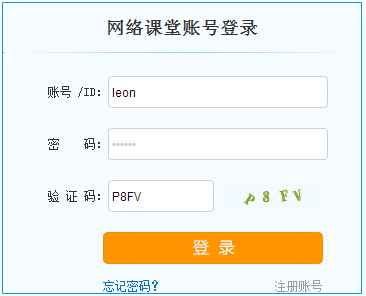 网络课堂账号登录
账号 /ID: leon
密 码: ••••••
验 证 码: P8FV P8FV
登 录
忘记密码? 注册账号